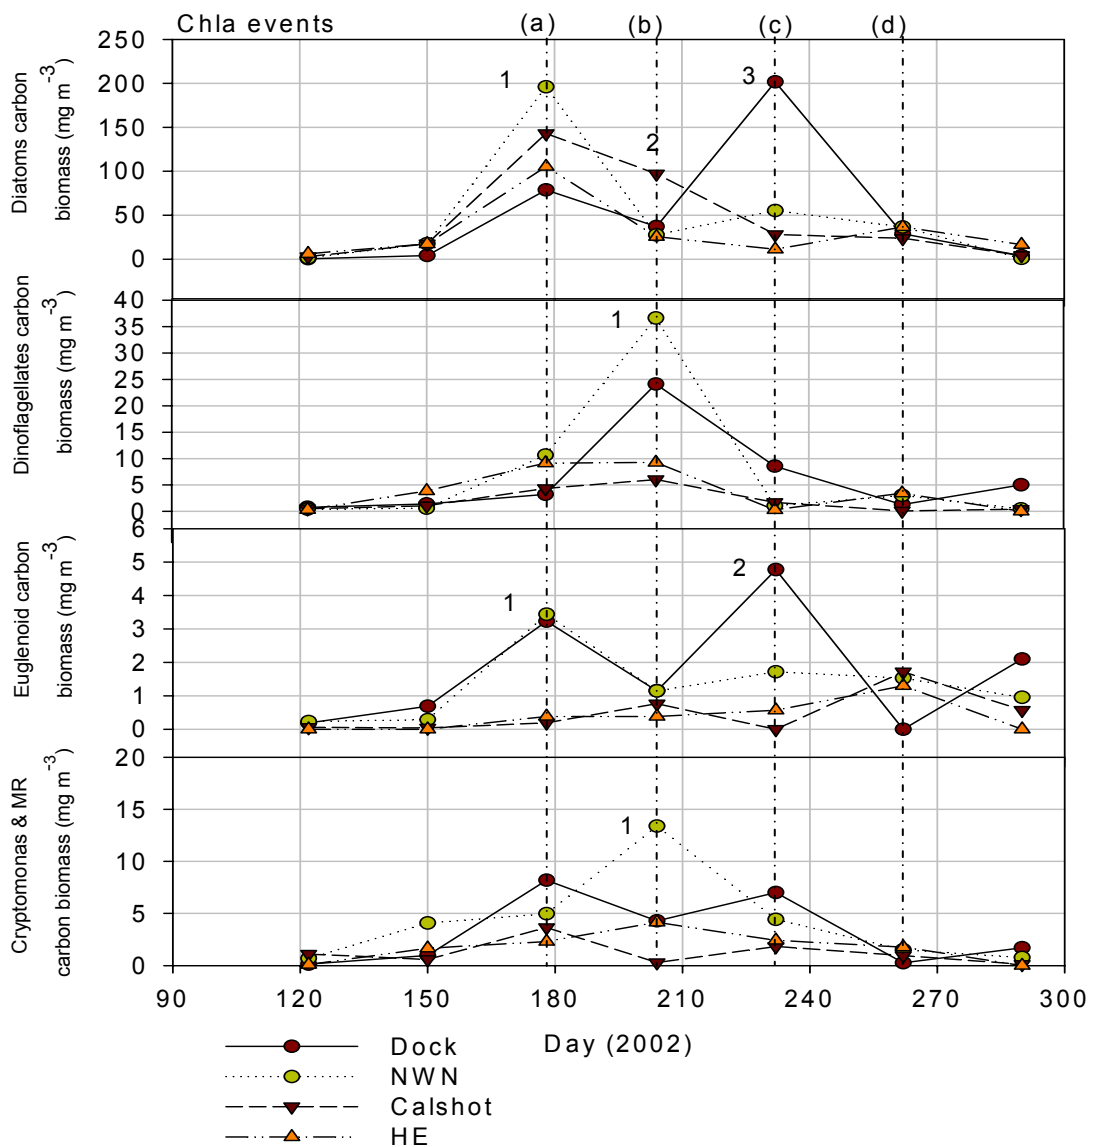 Chla events (a) (b) (c) (d)
Diatoms carbon
biomass (mg m⁻³)
250
200
150
100
50
0
1
2
3
Dinoflagellates carbon
biomass (mg m⁻³)
40
35
30
25
20
15
10
5
0
1
Euglenoid carbon
biomass (mg m⁻³)
6
5
4
3
2
1
0
1
2
Cryptomonas & MR
carbon biomass (mg m⁻³)
20
15
10
5
0
1
90 120 150 180 210 240 270 300
Day (2002)
Dock
NWN
Calshot
HE